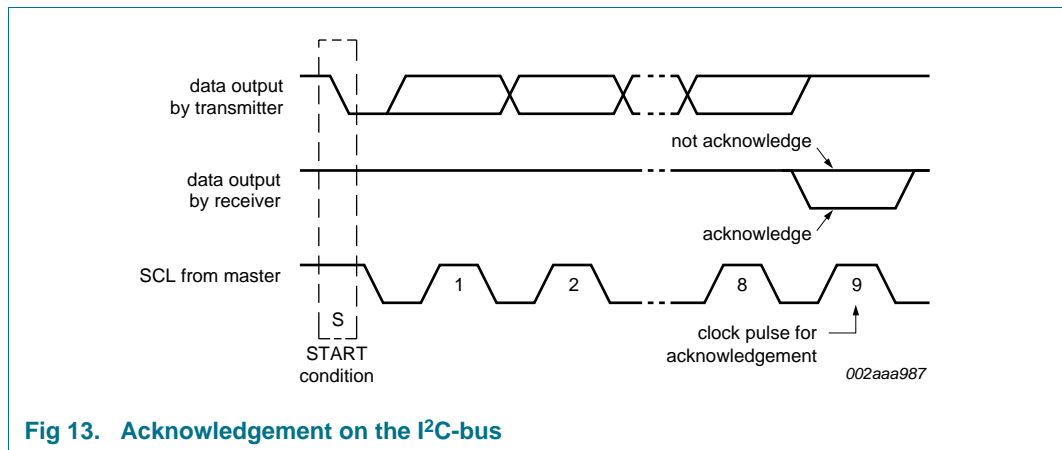 data output
by transmitter
not acknowledge
data output
by receiver
acknowledge
SCL from master
1
2
8
9
S
START
condition
clock pulse for
acknowledgement
002aaa987
Fig 13. Acknowledgement on the I²C-bus